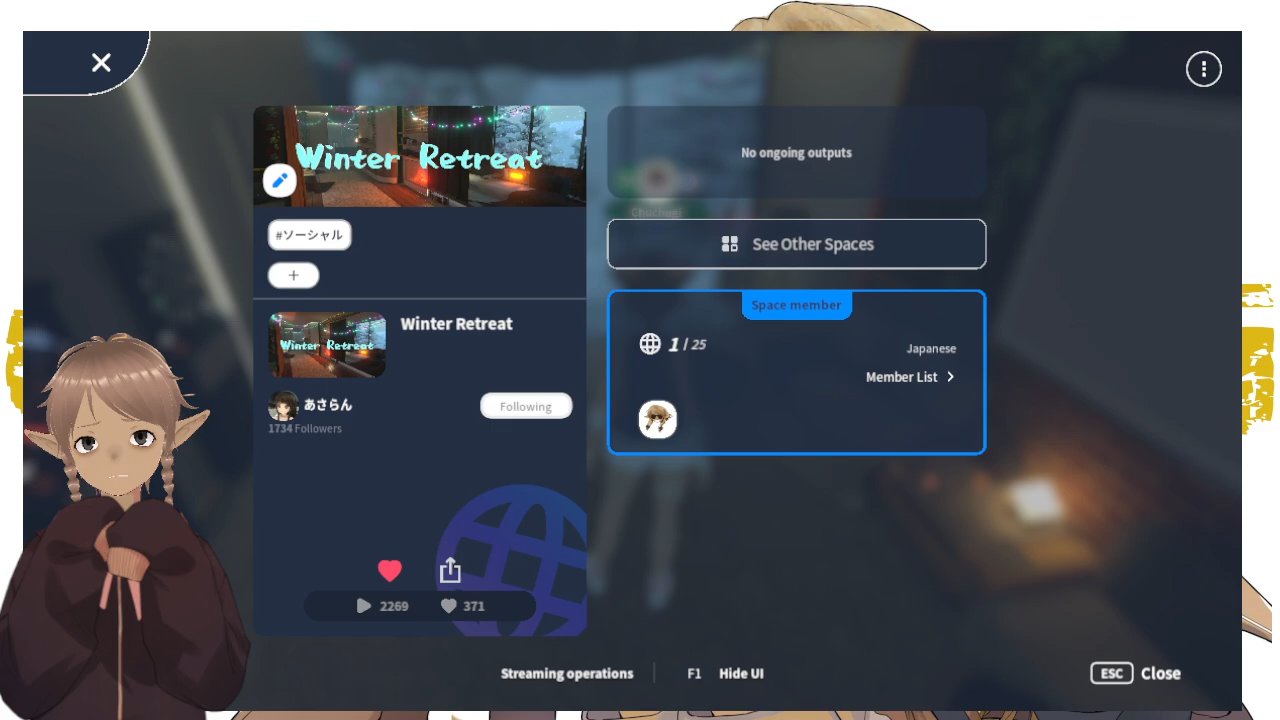 Winter Retreat
#ソーシャル
+
Winter Retreat
Winter Retreat
あさらん
Following
1734 Followers
2269
371
No ongoing outputs
Chuchogi
See Other Spaces
Space member
1 / 25
Japanese
Member List
Streaming operations
F1 Hide UI
ESC Close